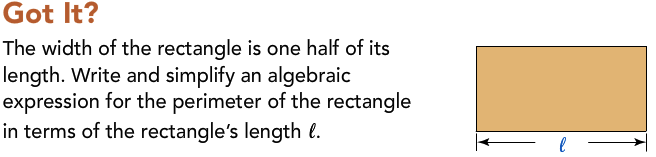 Got It?
The width of the rectangle is one half of its
length. Write and simplify an algebraic
expression for the perimeter of the rectangle
in terms of the rectangle’s length ℓ.
ℓ